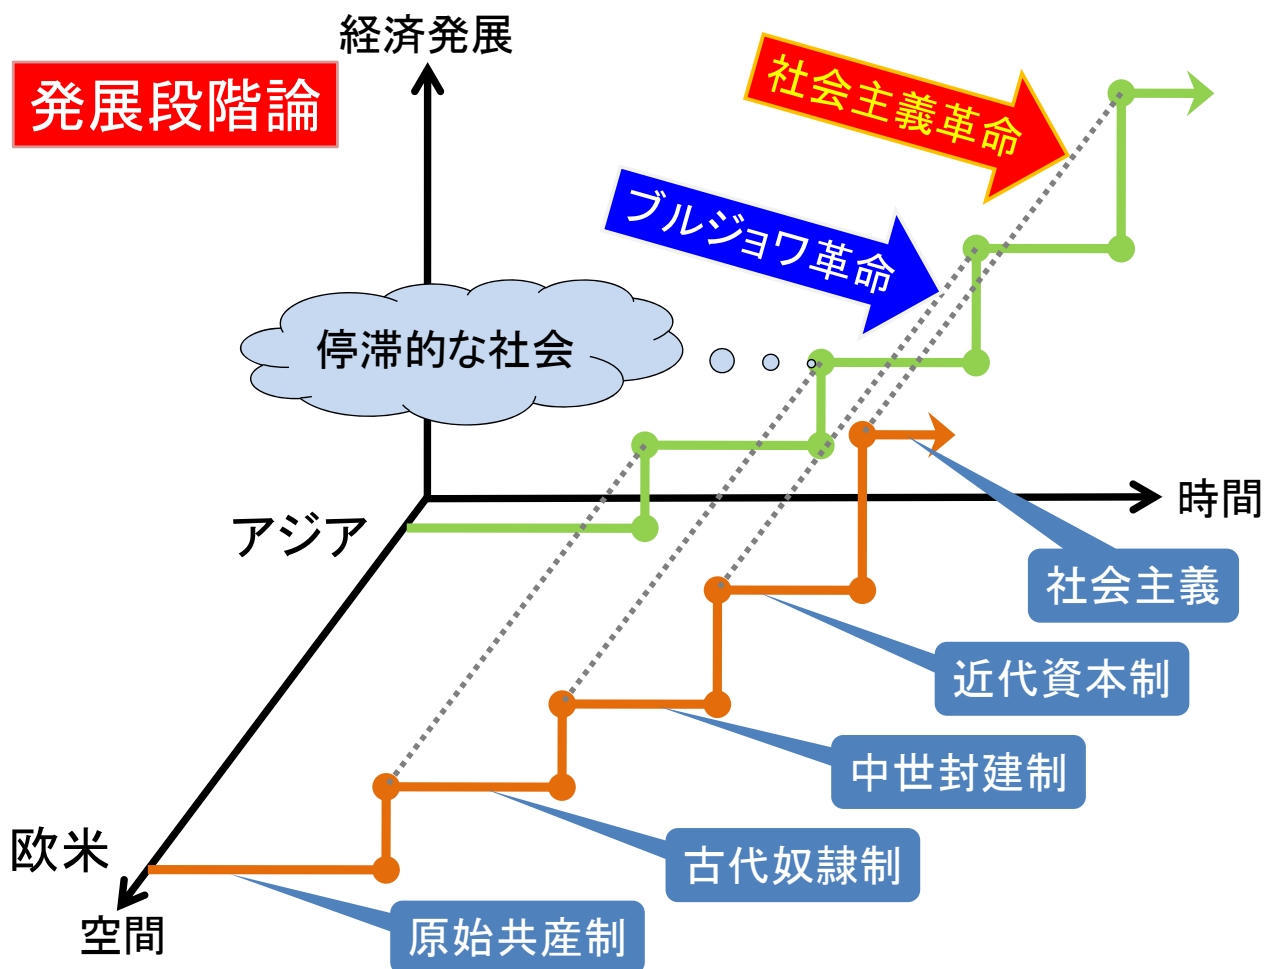 経済発展
発展段階論
社会主義革命
ブルジョワ革命
停滞的な社会
時間
アジア
社会主義
近代資本制
中世封建制
欧米
古代奴隷制
空間
原始共産制